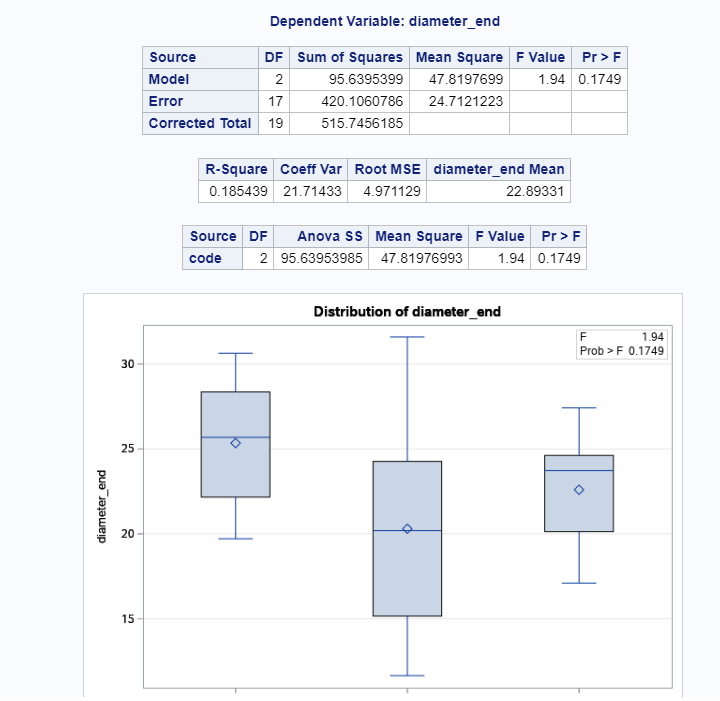 Dependent Variable: diameter_end
Source DF Sum of Squares Mean Square F Value Pr > F
Model 2 95.6395399 47.8197699 1.94 0.1749
Error 17 420.1060786 24.7121223
Corrected Total 19 515.7456185
R-Square Coeff Var Root MSE diameter_end Mean
0.185439 21.71433 4.971129 22.89331
Source DF Anova SS Mean Square F Value Pr > F
code 2 95.63953985 47.81976993 1.94 0.1749
Distribution of diameter_end
F 1.94
Prob > F 0.1749
30
25
20
15
diameter_end